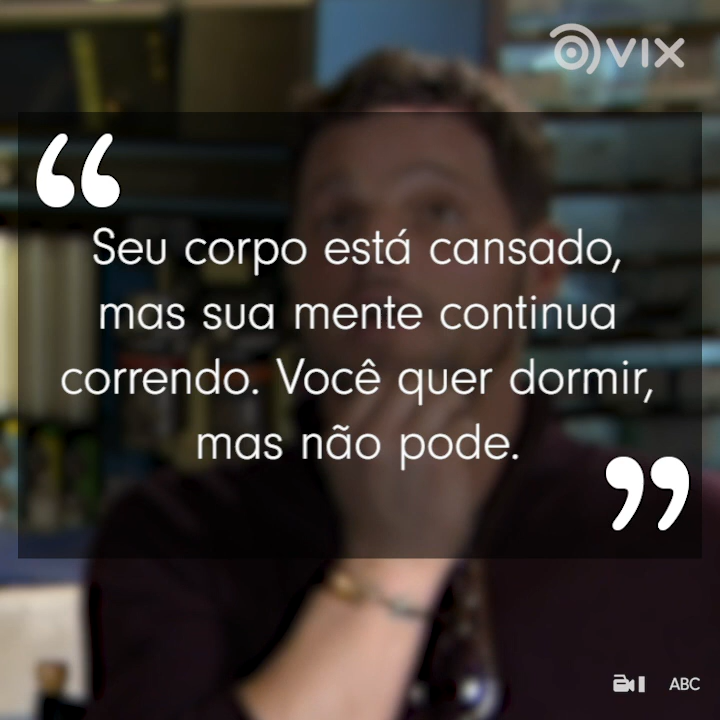 VIX
“
Seu corpo está cansado,
mas sua mente continua
correndo. Você quer dormir,
mas não pode.
”
ABC